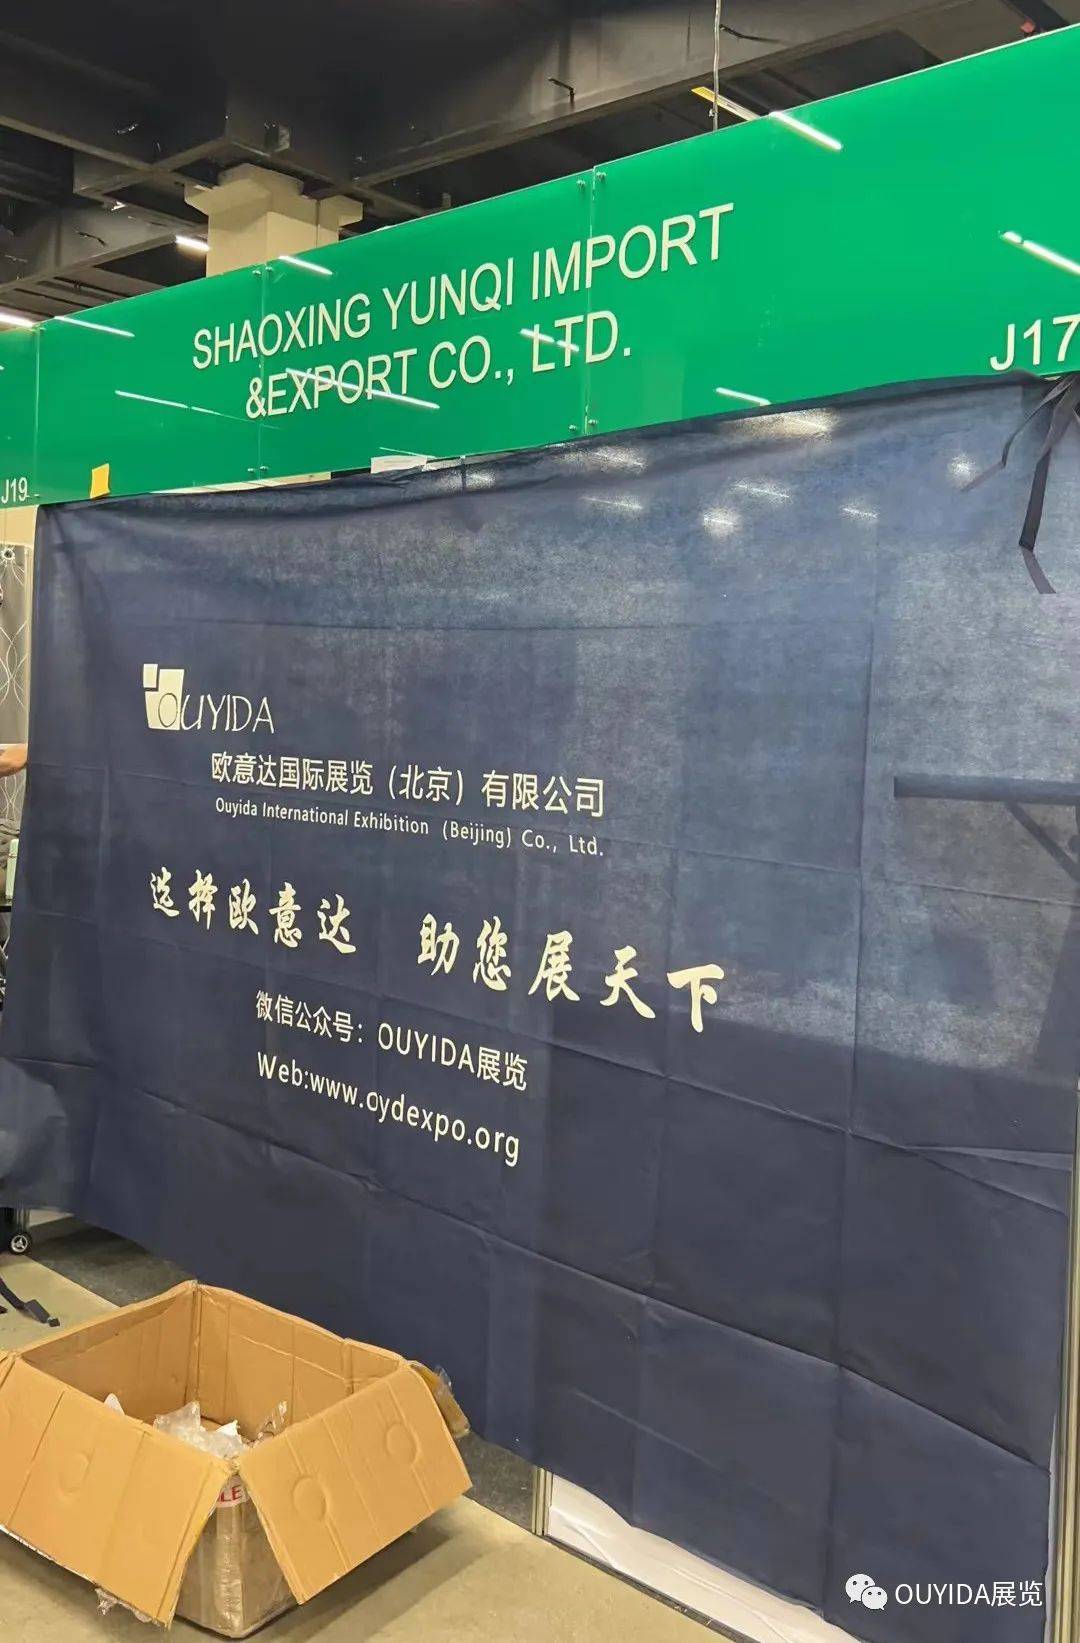 SHAOXING YUNQI IMPORT
&EXPORT CO., LTD.
J17
J19
OUYIDA
欧意达国际展览（北京）有限公司
Ouyida International Exhibition (Beijing) Co., Ltd.
选择欧意达 助您展天下
微信公众号：OUYIDA展览
Web:www.oydexpo.org
OUYIDA展览